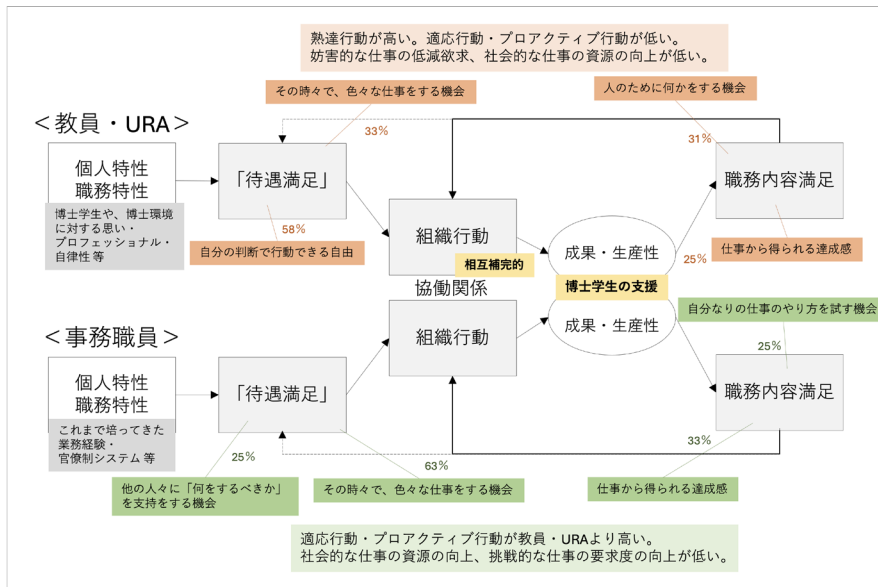 熟達行動が高い。適応行動・プロアクティブ行動が低い。
妨害的な仕事の低減欲求、社会的な仕事の資源の向上が低い。
その時々で、色々な仕事をする機会
人のために何かをする機会
＜教員・URA＞
33%
31%
個人特性
職務特性
「待遇満足」
職務内容満足
博士学生や、博士環境
に対する思い・
プロフェッショナル・
自律性 等
58%
自分の判断で行動できる自由
組織行動
相互補完的
成果・生産性
25%
仕事から得られる達成感
協働関係
博士学生の支援
自分なりの仕事のやり方を試す機会
＜事務職員＞
組織行動
成果・生産性
25%
個人特性
職務特性
「待遇満足」
職務内容満足
これまで培ってきた
業務経験・
官僚制システム 等
25%
63%
33%
他の人々に「何をするべきか」
を支持をする機会
その時々で、色々な仕事をする機会
仕事から得られる達成感
適応行動・プロアクティブ行動が教員・URAより高い。
社会的な仕事の資源の向上、挑戦的な仕事の要求度の向上が低い。